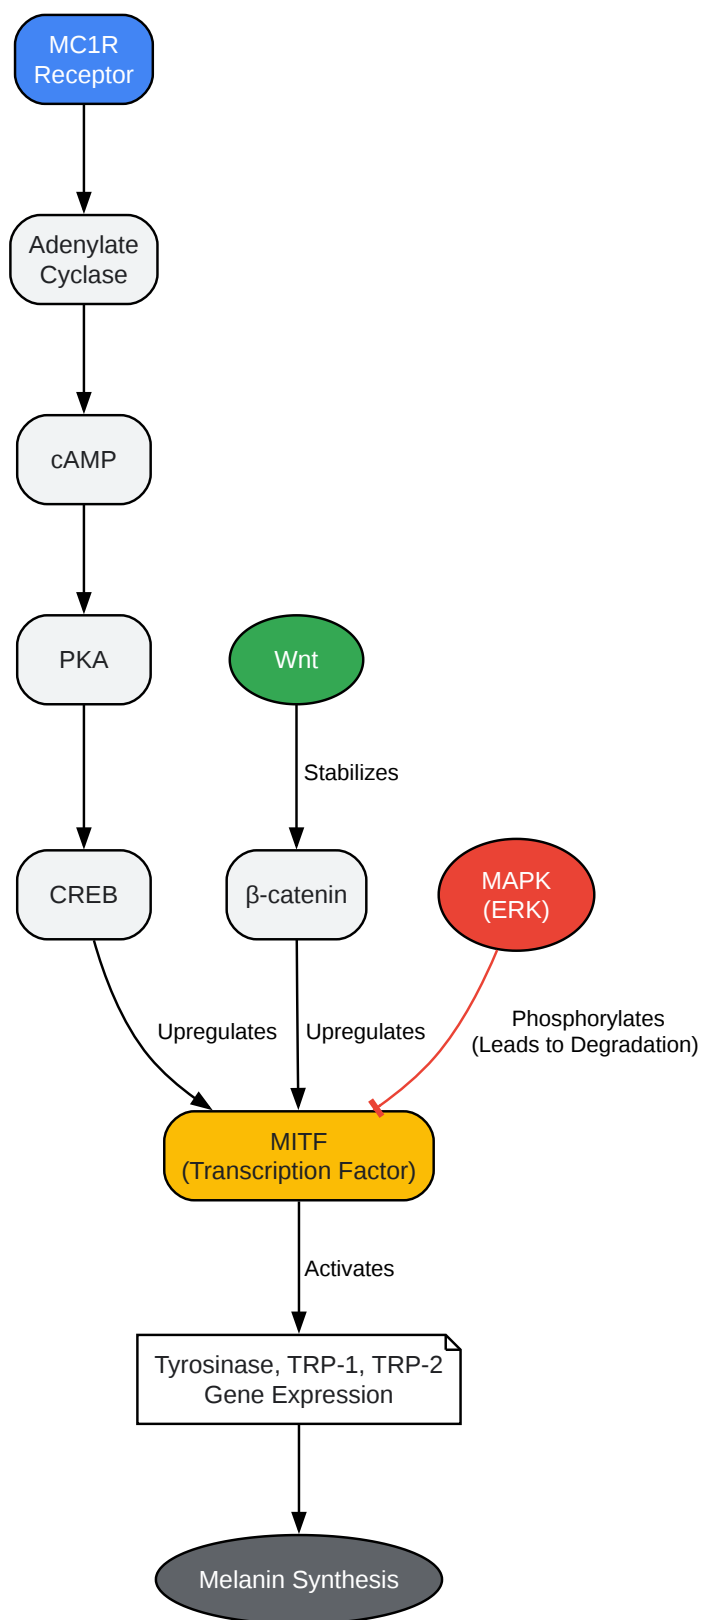 MC1R
Receptor
Adenylate
Cyclase
cAMP
PKA
Wnt
Stabilizes
CREB
β-catenin
MAPK
(ERK)
Upregulates
Upregulates
Phosphorylates
(Leads to Degradation)
MITF
(Transcription Factor)
Activates
Tyrosinase, TRP-1, TRP-2
Gene Expression
Melanin Synthesis